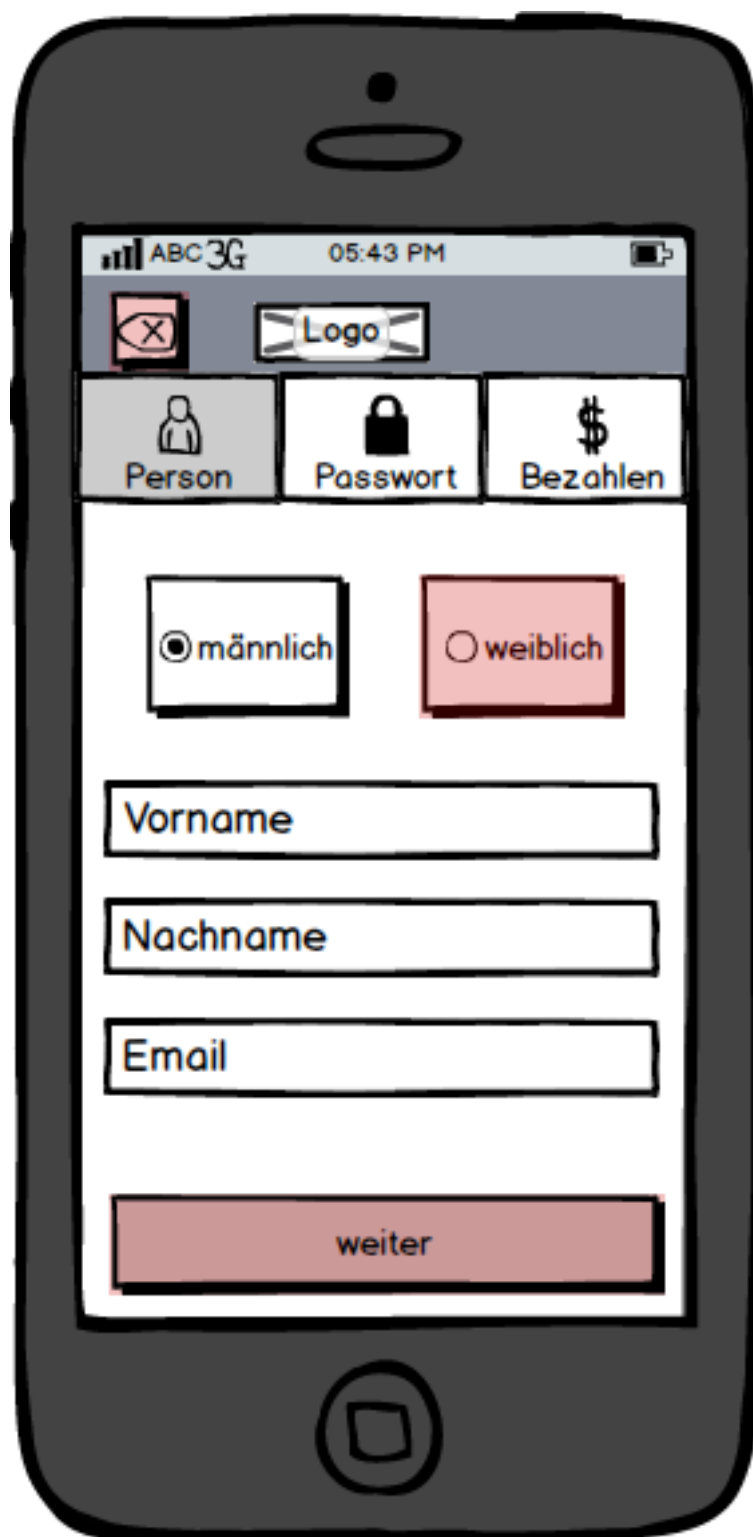 ABC 3G 05:43 PM
Logo
Person Passwort Bezahlen
männlich weiblich
Vorname
Nachname
Email
weiter